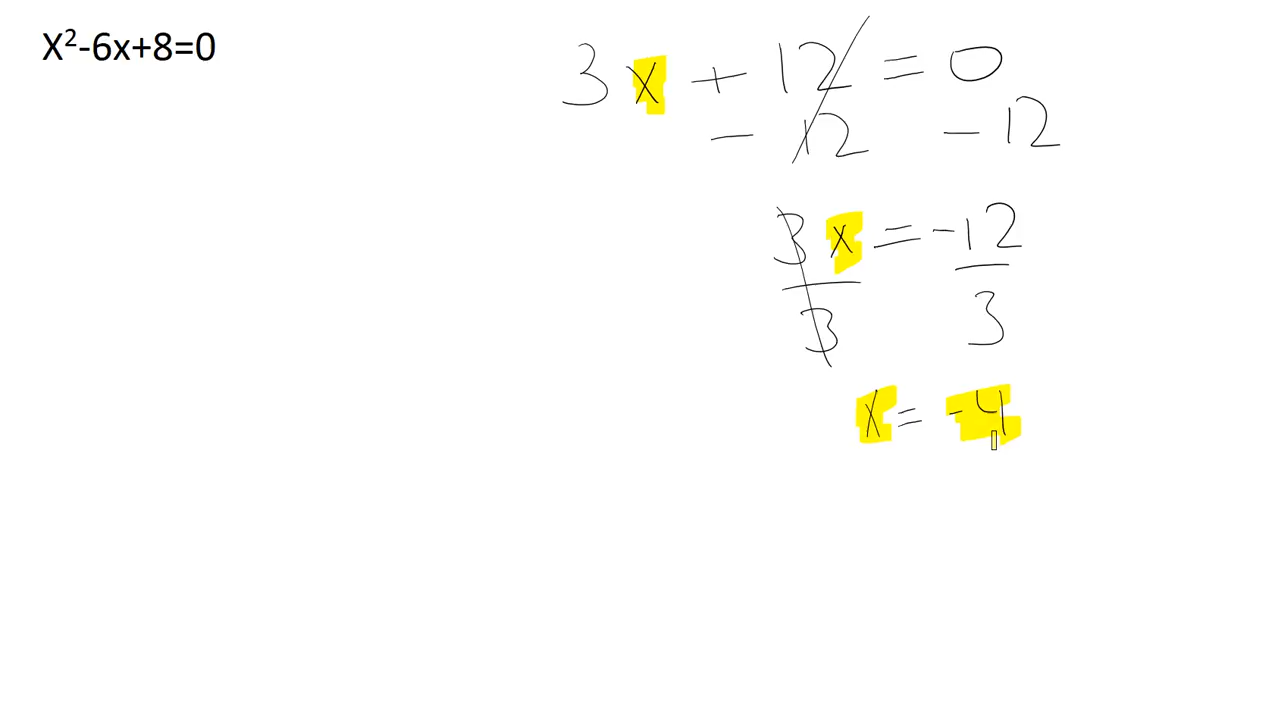 X²-6x+8=0
3x + 12 = 0
- 12 - 12
3x = -12
3 3
x = -4